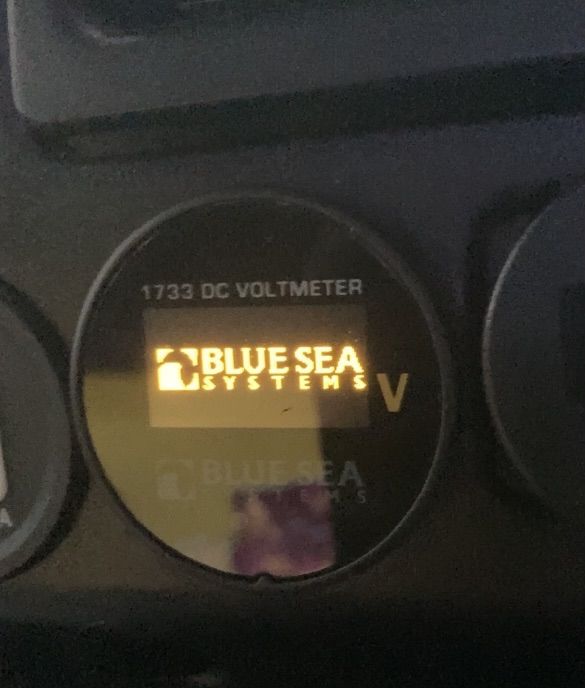 1733 DC VOLTMETER
BLUE SEA
SYSTEMS
V
BLUE SEA
SYSTEMS
A